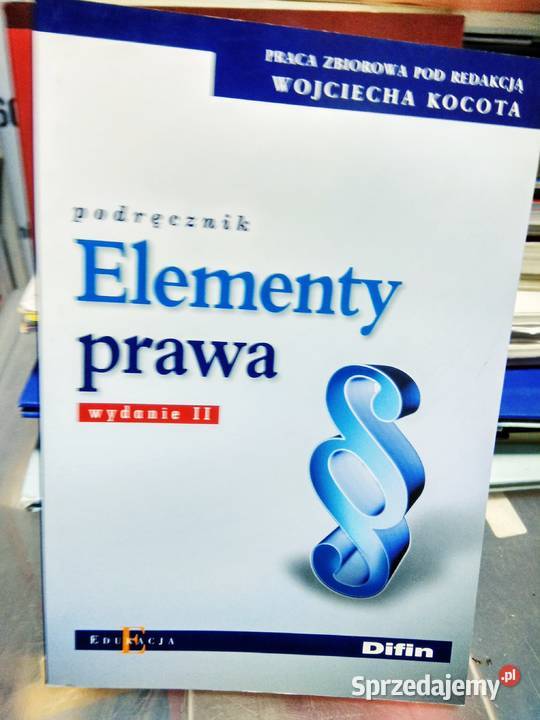 PRACA ZBIOROWA POD REDAKCJĄ
WOJCIECHA KOCOTA
podręcznik
Elementy
prawa
wydanie II
§
EDUKACJA
Difin
Sprzedajemy.pl